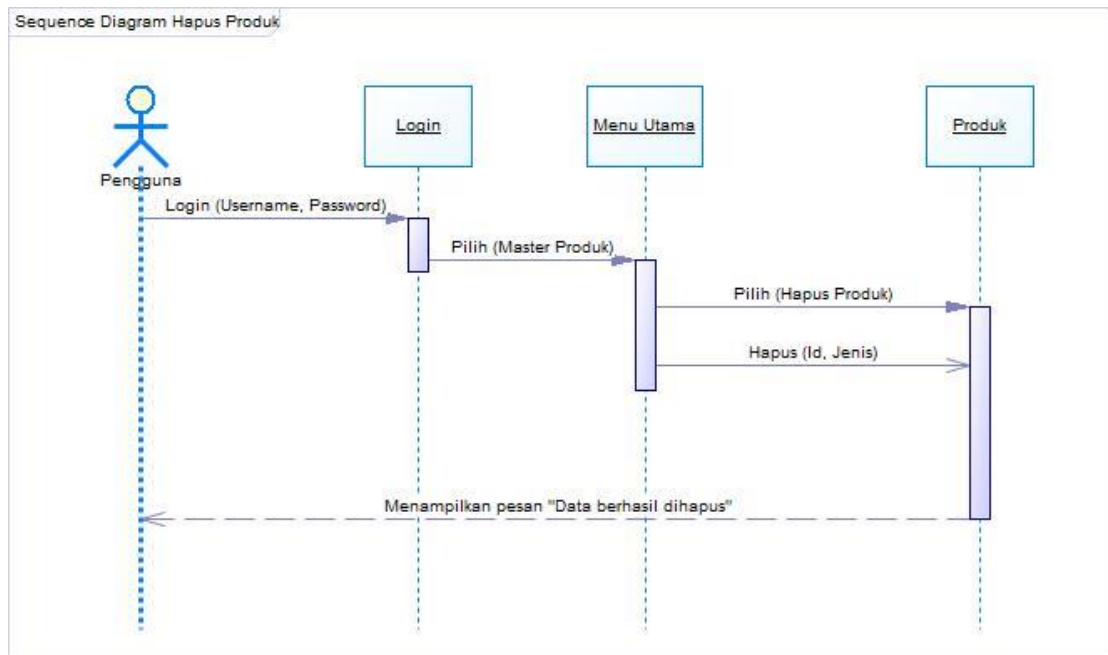 Sequence Diagram Hapus Produk
Login
Menu Utama
Produk
Pengguna
Login (Username, Password)
Pilih (Master Produk)
Pilih (Hapus Produk)
Hapus (Id, Jenis)
Menampilkan pesan "Data berhasil dihapus"